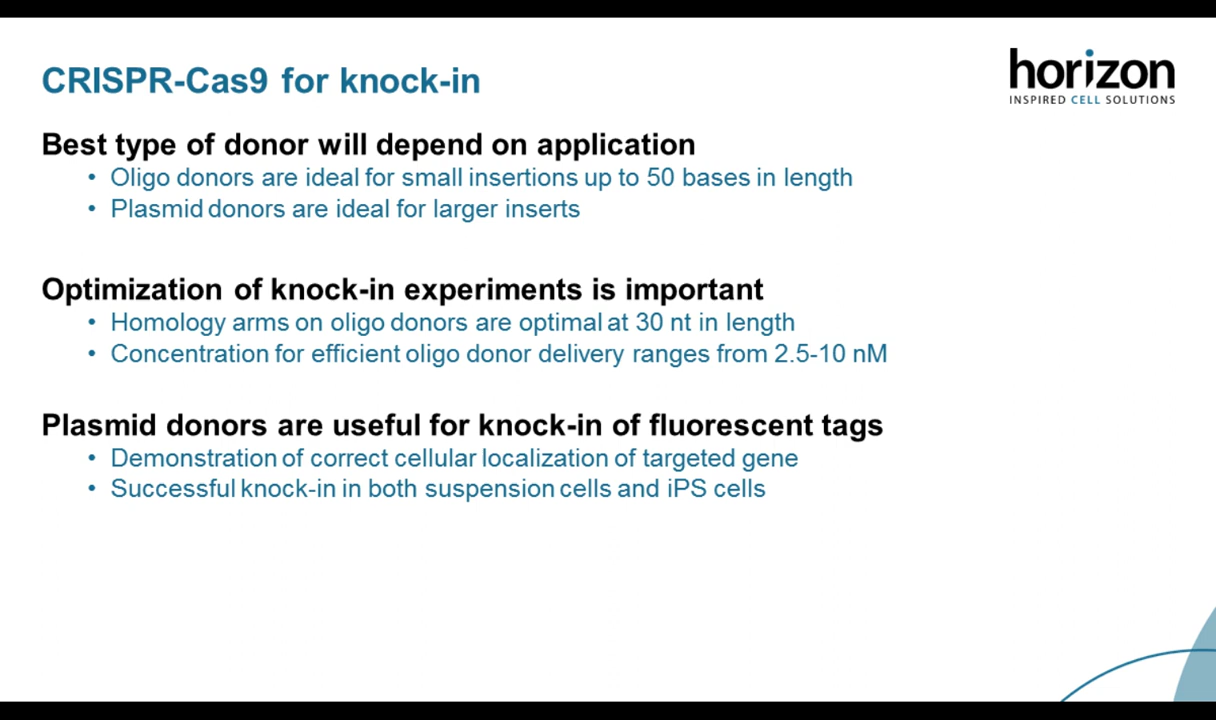 CRISPR-Cas9 for knock-in
horizon
INSPIRED CELL SOLUTIONS
Best type of donor will depend on application
• Oligo donors are ideal for small insertions up to 50 bases in length
• Plasmid donors are ideal for larger inserts
Optimization of knock-in experiments is important
• Homology arms on oligo donors are optimal at 30 nt in length
• Concentration for efficient oligo donor delivery ranges from 2.5-10 nM
Plasmid donors are useful for knock-in of fluorescent tags
• Demonstration of correct cellular localization of targeted gene
• Successful knock-in in both suspension cells and iPS cells